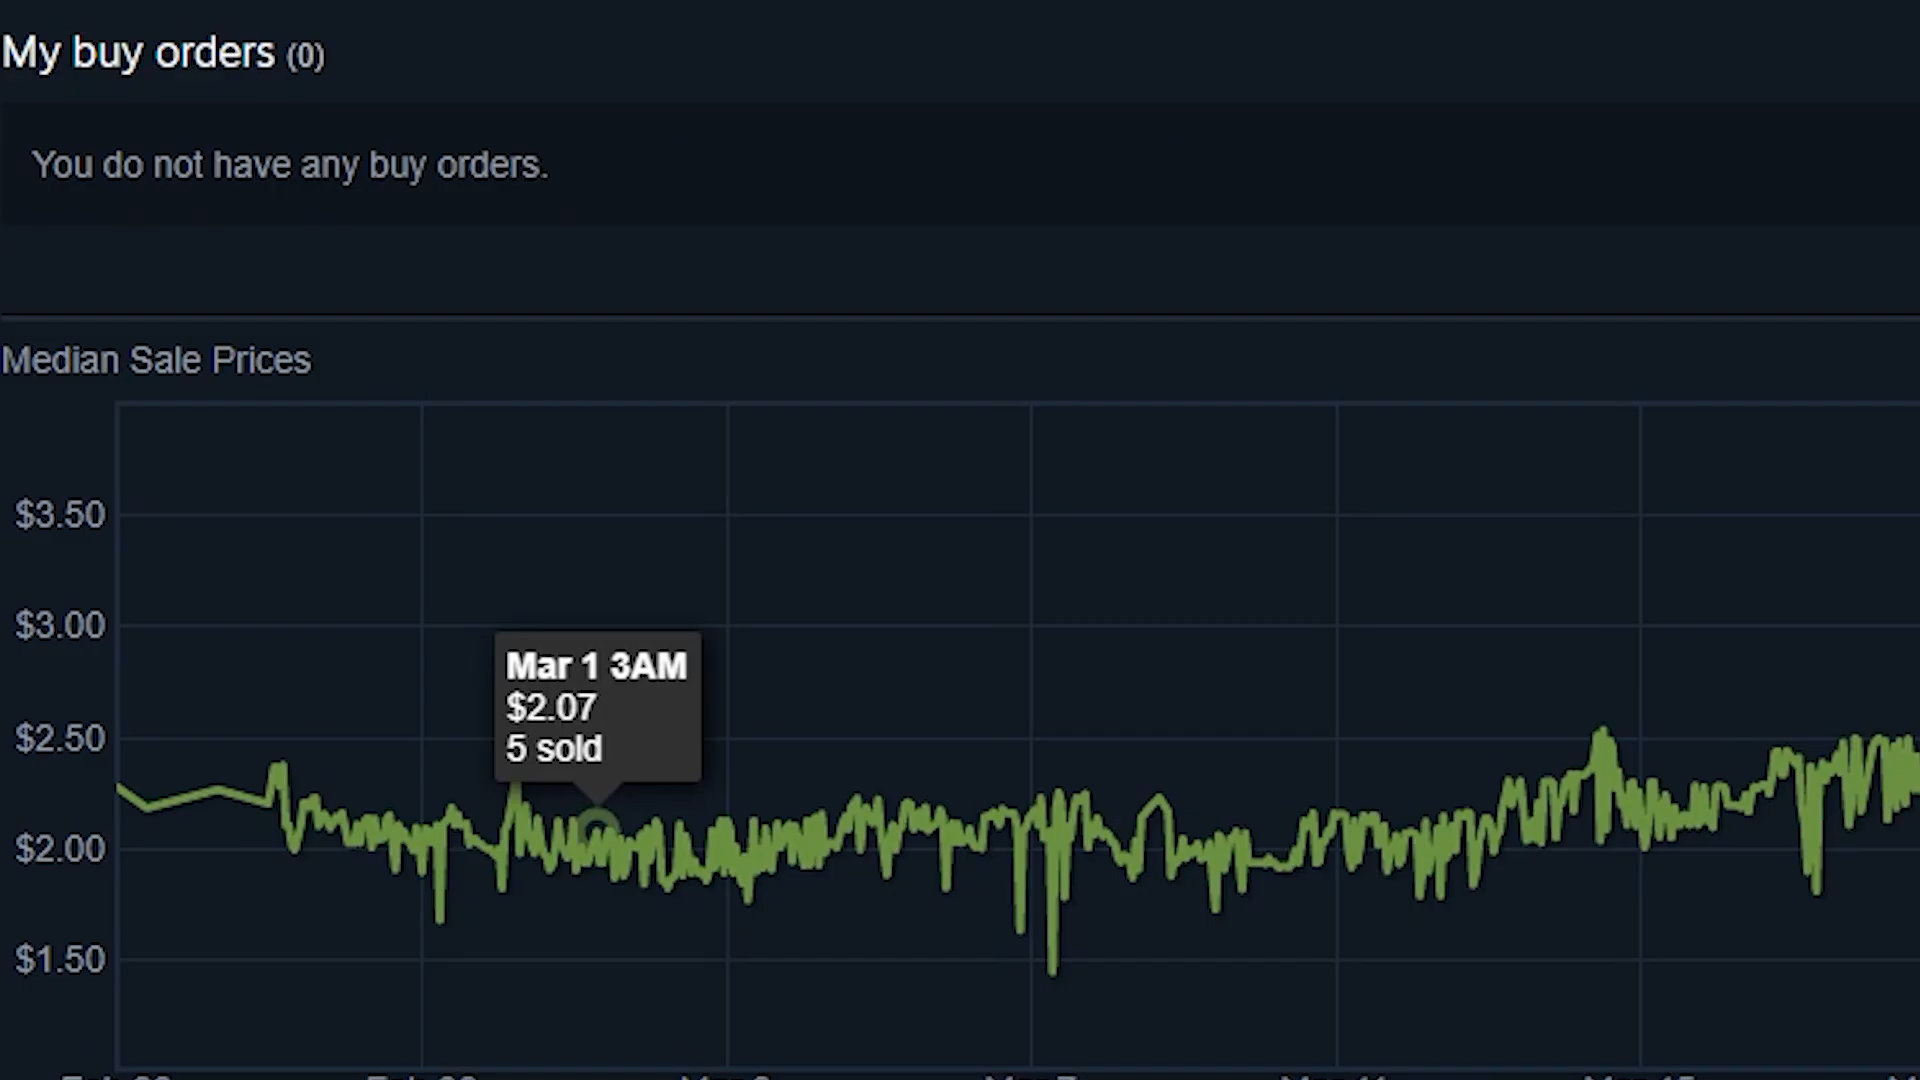 My buy orders (0)
You do not have any buy orders.
Median Sale Prices
$3.50
$3.00
Mar 1 3AM
$2.07
5 sold
$2.50
$2.00
$1.50